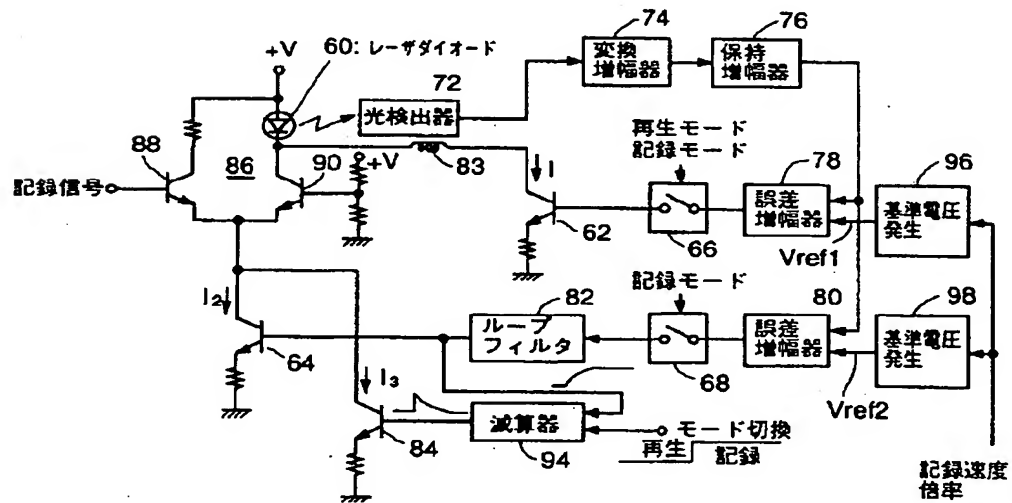 74
76
変換
増幅器
保持
増幅器
+V
60: レーザダイオード
72
光検出器
再生モード
記録モード
88
86
90
+V
83
I
78
96
記録信号
誤差
増幅器
基準電圧
発生
62
66
Vref1
記録モード
I2
82
80
98
ループ
フィルタ
誤差
増幅器
基準電圧
発生
64
I3
68
Vref2
減算器
モード切換
再生
記録
84
94
記録速度
倍率